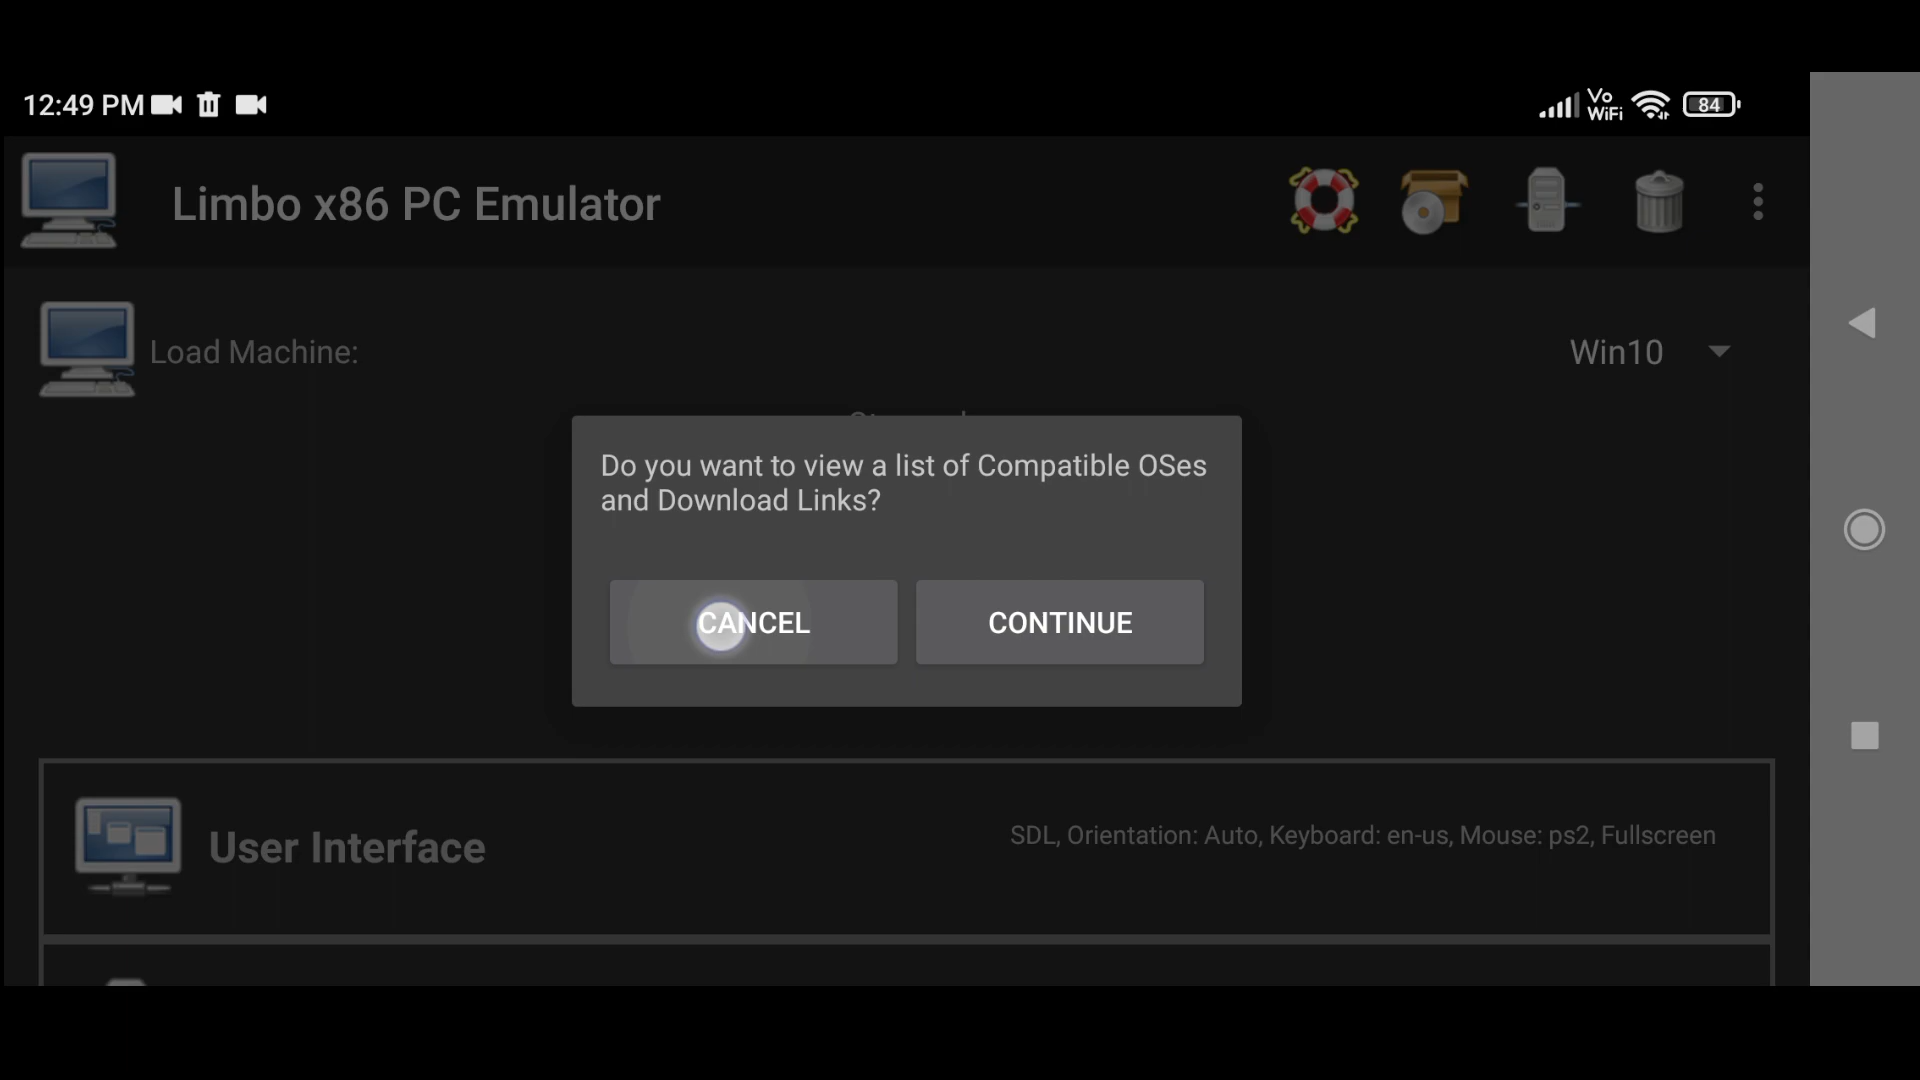 12:49 PM
Vo
WiFi
84
Limbo x86 PC Emulator
Load Machine:
Win10
Do you want to view a list of Compatible OSes
and Download Links?
CANCEL
CONTINUE
User Interface
SDL, Orientation: Auto, Keyboard: en-us, Mouse: ps2, Fullscreen